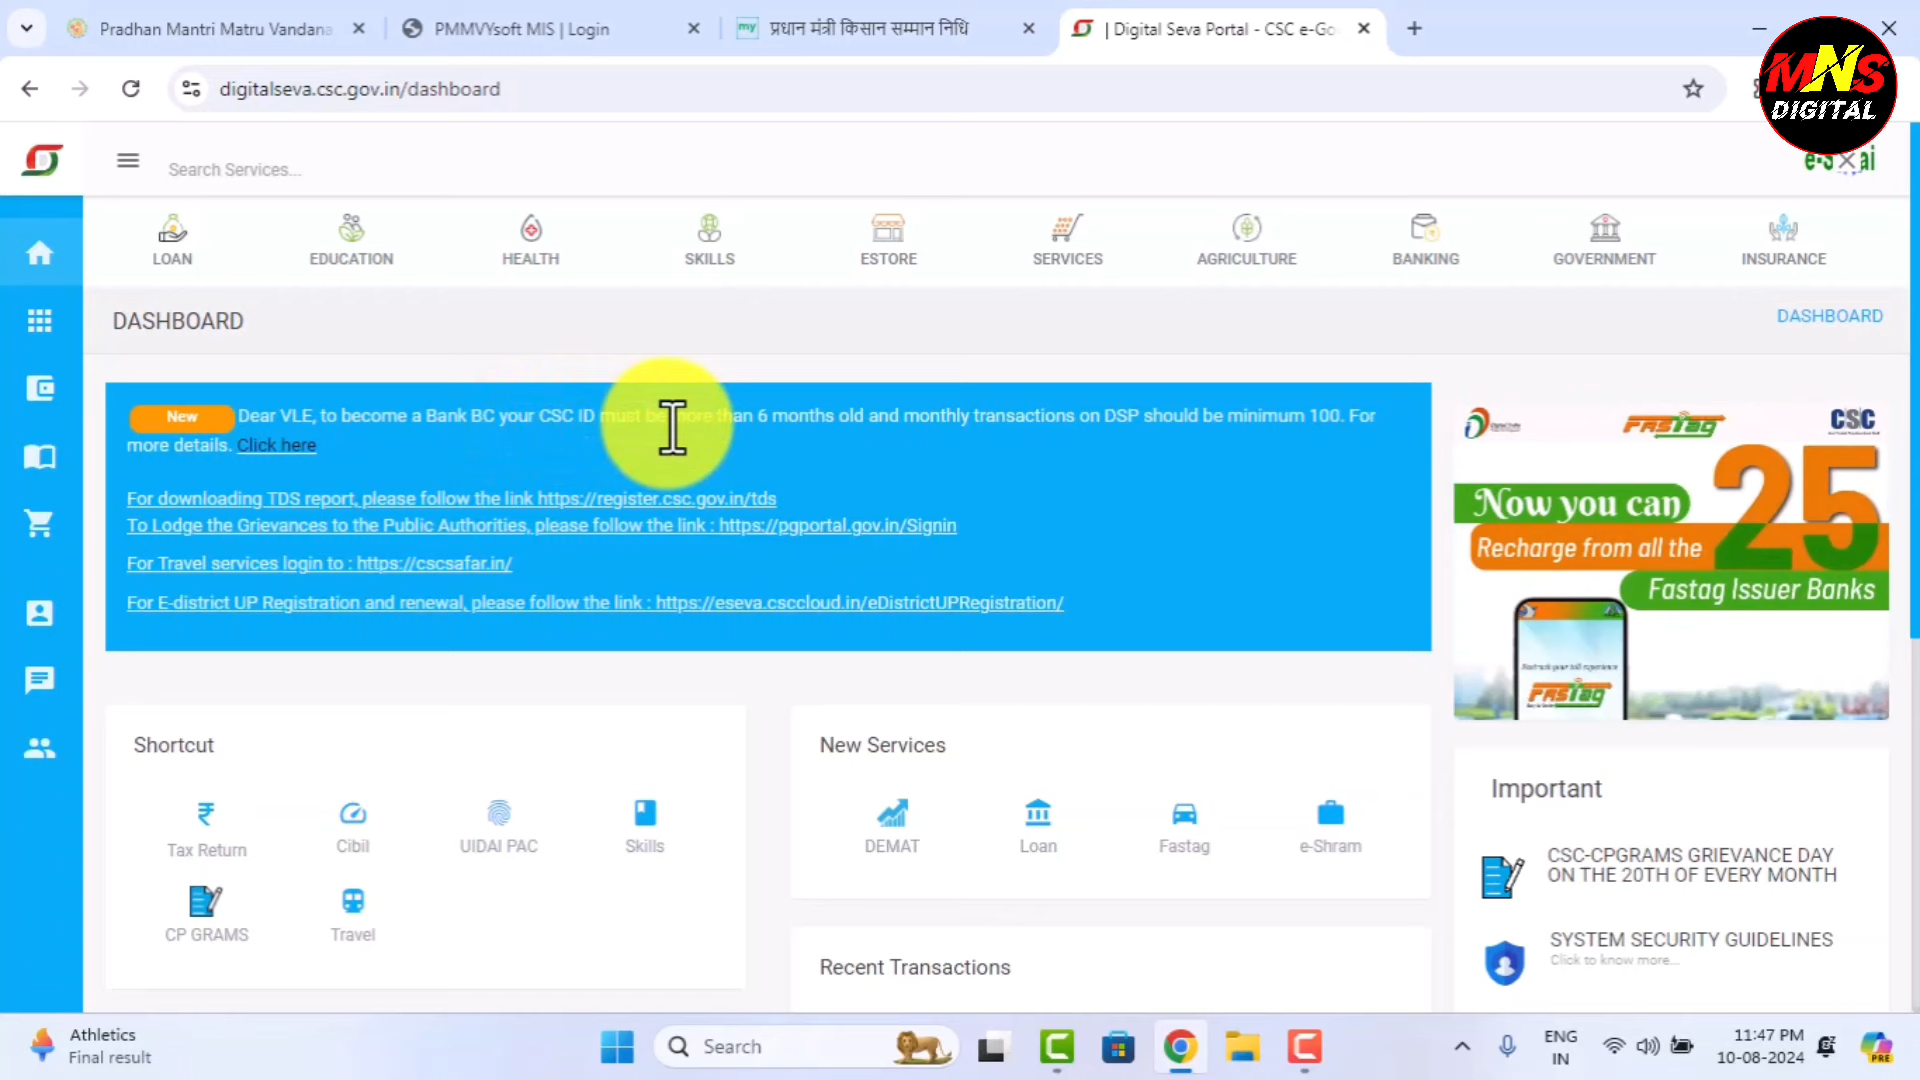 Pradhan Mantri Matru Vandana
PMMVYsoft MIS | Login
my
प्रधान मंत्री किसान सम्मान निधि
| Digital Seva Portal - CSC e-Go
digitalseva.csc.gov.in/dashboard
MNS
DIGITAL
Search Services...
LOAN
EDUCATION
HEALTH
SKILLS
ESTORE
SERVICES
AGRICULTURE
BANKING
GOVERNMENT
INSURANCE
DASHBOARD
DASHBOARD
New Dear VLE, to become a Bank BC your CSC ID must be more than 6 months old and monthly transactions on DSP should be minimum 100. For
more details. Click here
For downloading TDS report, please follow the link https://register.csc.gov.in/tds
To Lodge the Grievances to the Public Authorities, please follow the link : https://pgportal.gov.in/Signin
For Travel services login to : https://cscsafar.in/
For E-district UP Registration and renewal, please follow the link : https://eseva.csccloud.in/eDistrictUPRegistration/
FASTag
CSC
Now you can
Recharge from all the
25
Fastag Issuer Banks
FASTag
Shortcut
Tax Return
Cibil
UIDAI PAC
Skills
CP GRAMS
Travel
New Services
DEMAT
Loan
Fastag
e-Shram
Recent Transactions
Important
CSC-CPGRAMS GRIEVANCE DAY
ON THE 20TH OF EVERY MONTH
SYSTEM SECURITY GUIDELINES
Click to know more...
Athletics
Final result
Search
ENG
IN
11:47 PM
10-08-2024
PRE